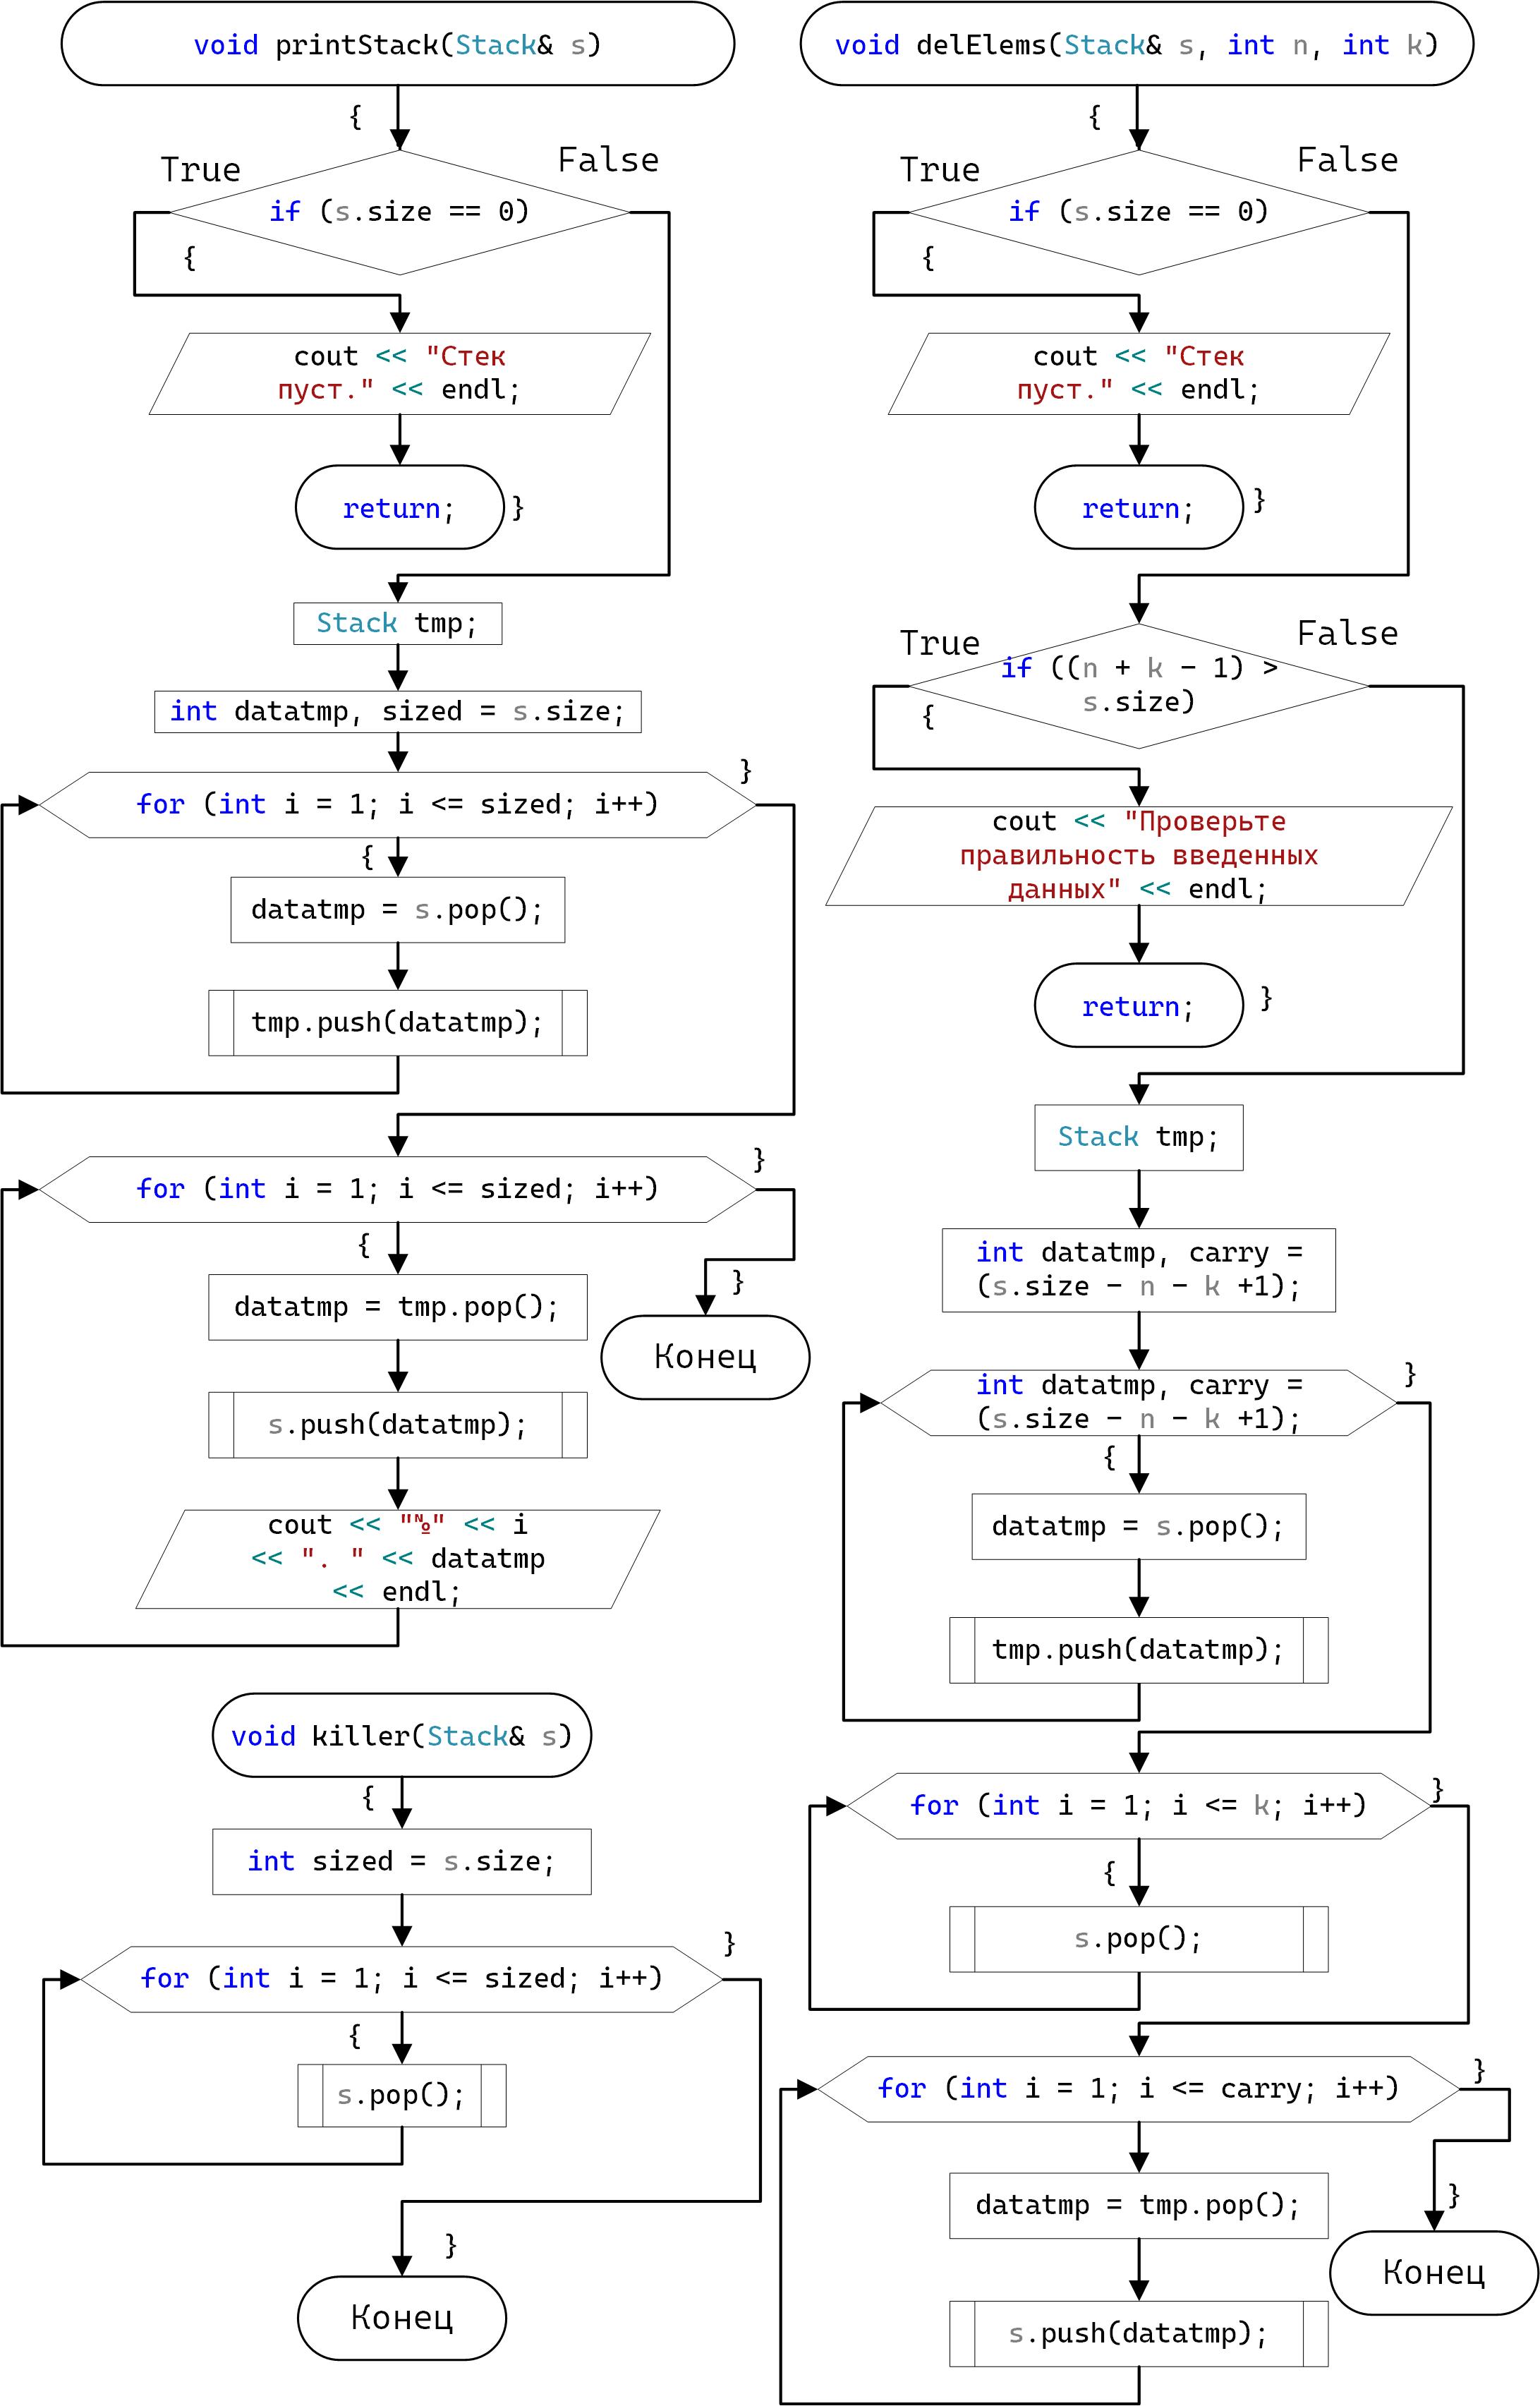 void printStack(Stack& s)
{
True
False
if (s.size == 0)
{
cout << "Стек
пуст." << endl;
return;
}
Stack tmp;
int datatmp, sized = s.size;
}
for (int i = 1; i <= sized; i++)
{
datatmp = s.pop();
tmp.push(datatmp);
}
for (int i = 1; i <= sized; i++)
{
datatmp = tmp.pop();
}
Конец
s.push(datatmp);
cout << "№" << i
<< ". " << datatmp
<< endl;
void killer(Stack& s)
{
int sized = s.size;
}
for (int i = 1; i <= sized; i++)
{
s.pop();
}
Конец
void delElems(Stack& s, int n, int k)
{
True
False
if (s.size == 0)
{
cout << "Стек
пуст." << endl;
return;
}
True
False
if ((n + k − 1) >
s.size)
{
cout << "Проверьте
правильность введенных
данных" << endl;
return;
}
Stack tmp;
int datatmp, carry =
(s.size − n − k +1);
}
int datatmp, carry =
(s.size − n − k +1);
{
datatmp = s.pop();
tmp.push(datatmp);
}
for (int i = 1; i <= k; i++)
{
s.pop();
}
for (int i = 1; i <= carry; i++)
datatmp = tmp.pop();
}
Конец
s.push(datatmp);